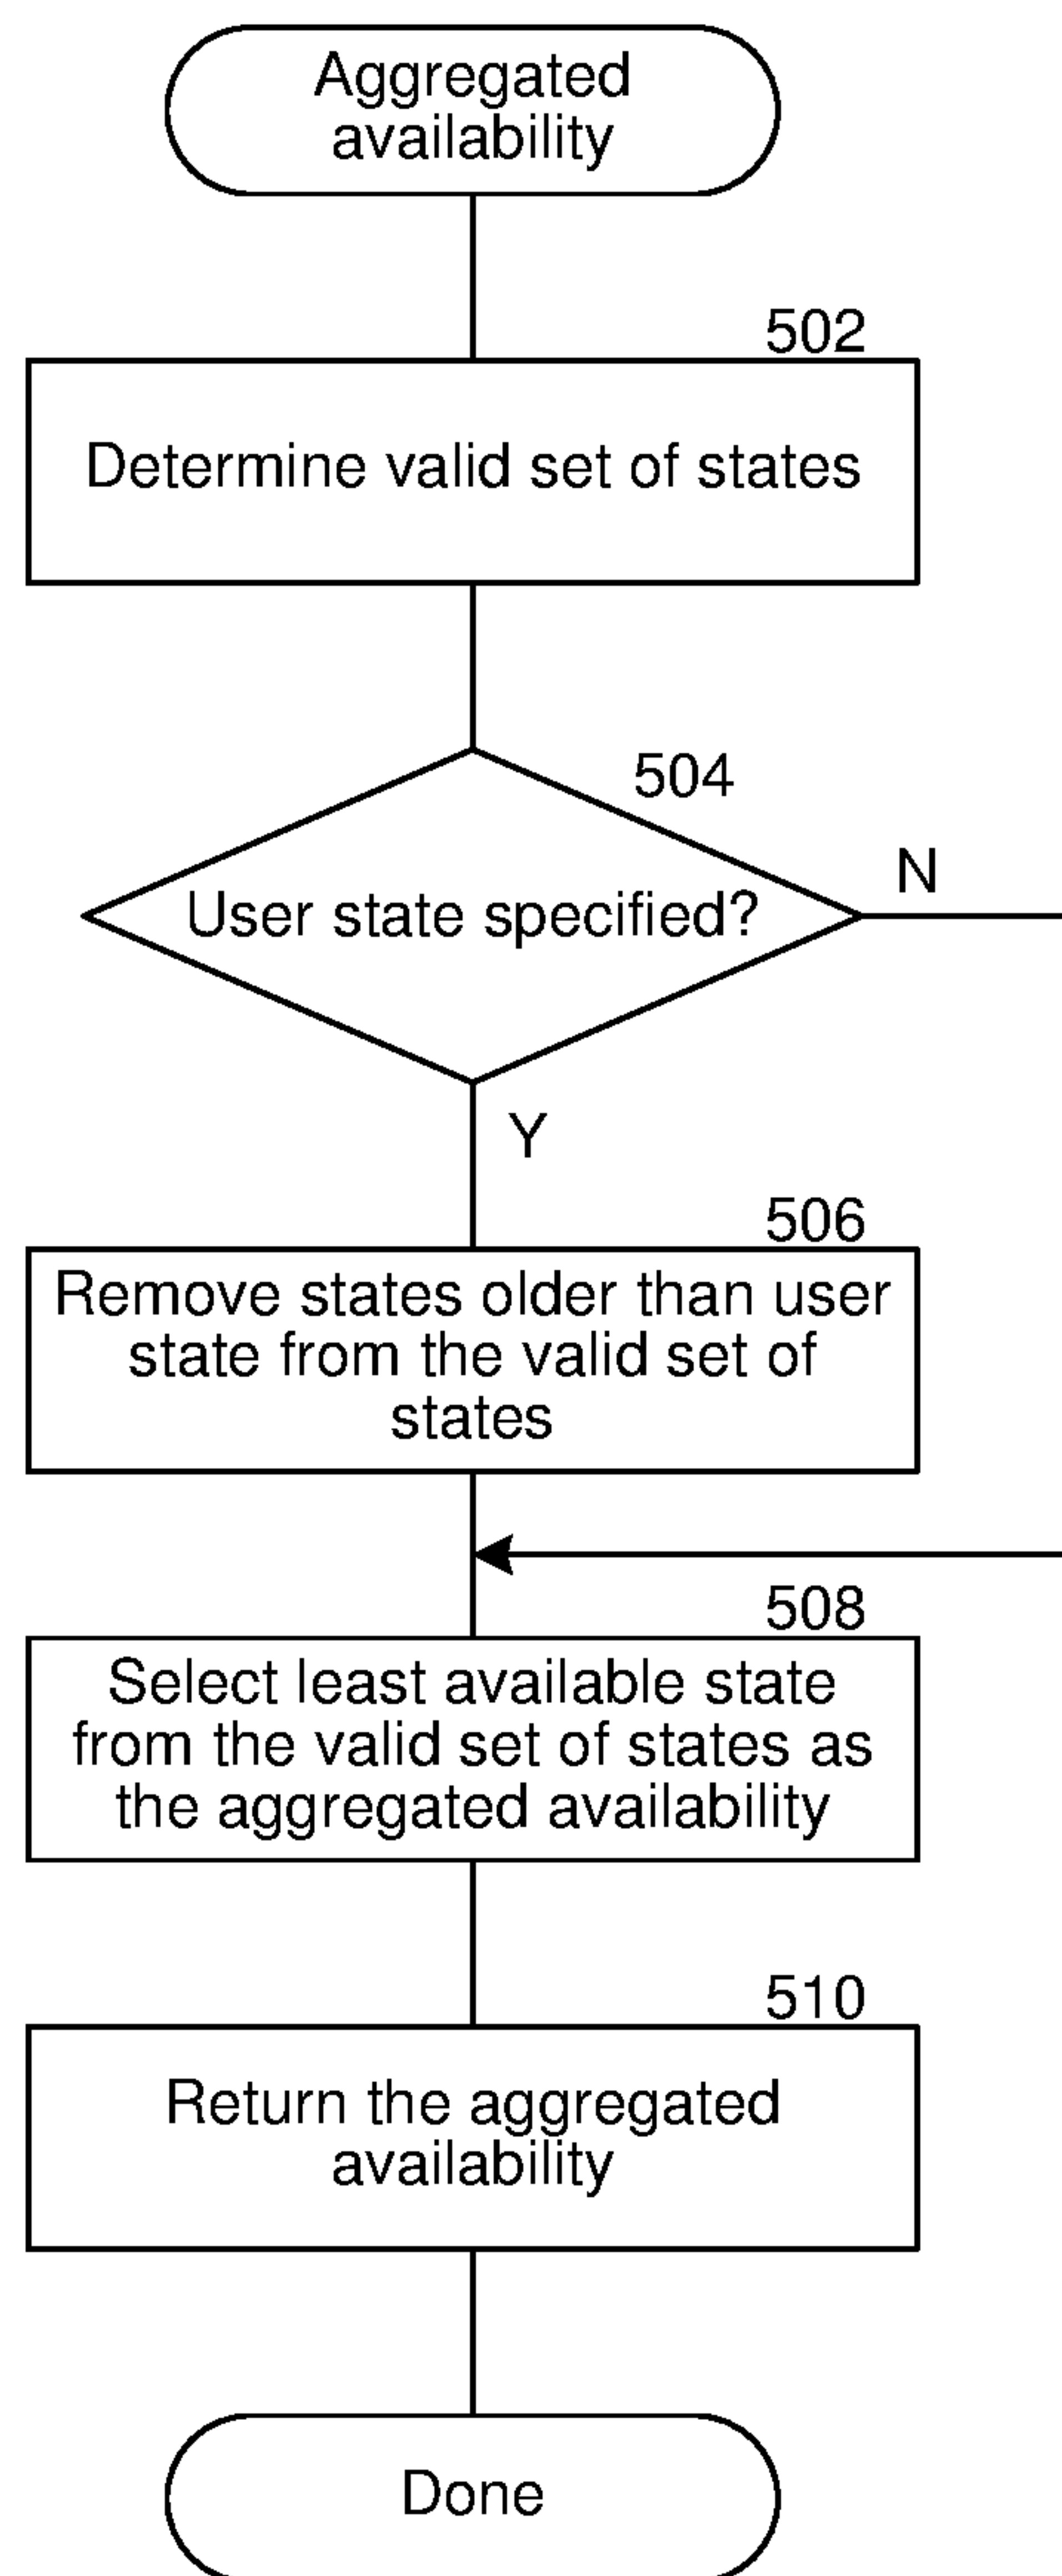 Aggregated
availability
502
Determine valid set of states
504
User state specified?
N
Y
506
Remove states older than user
state from the valid set of
states
508
Select least available state
from the valid set of states as
the aggregated availability
510
Return the aggregated
availability
Done